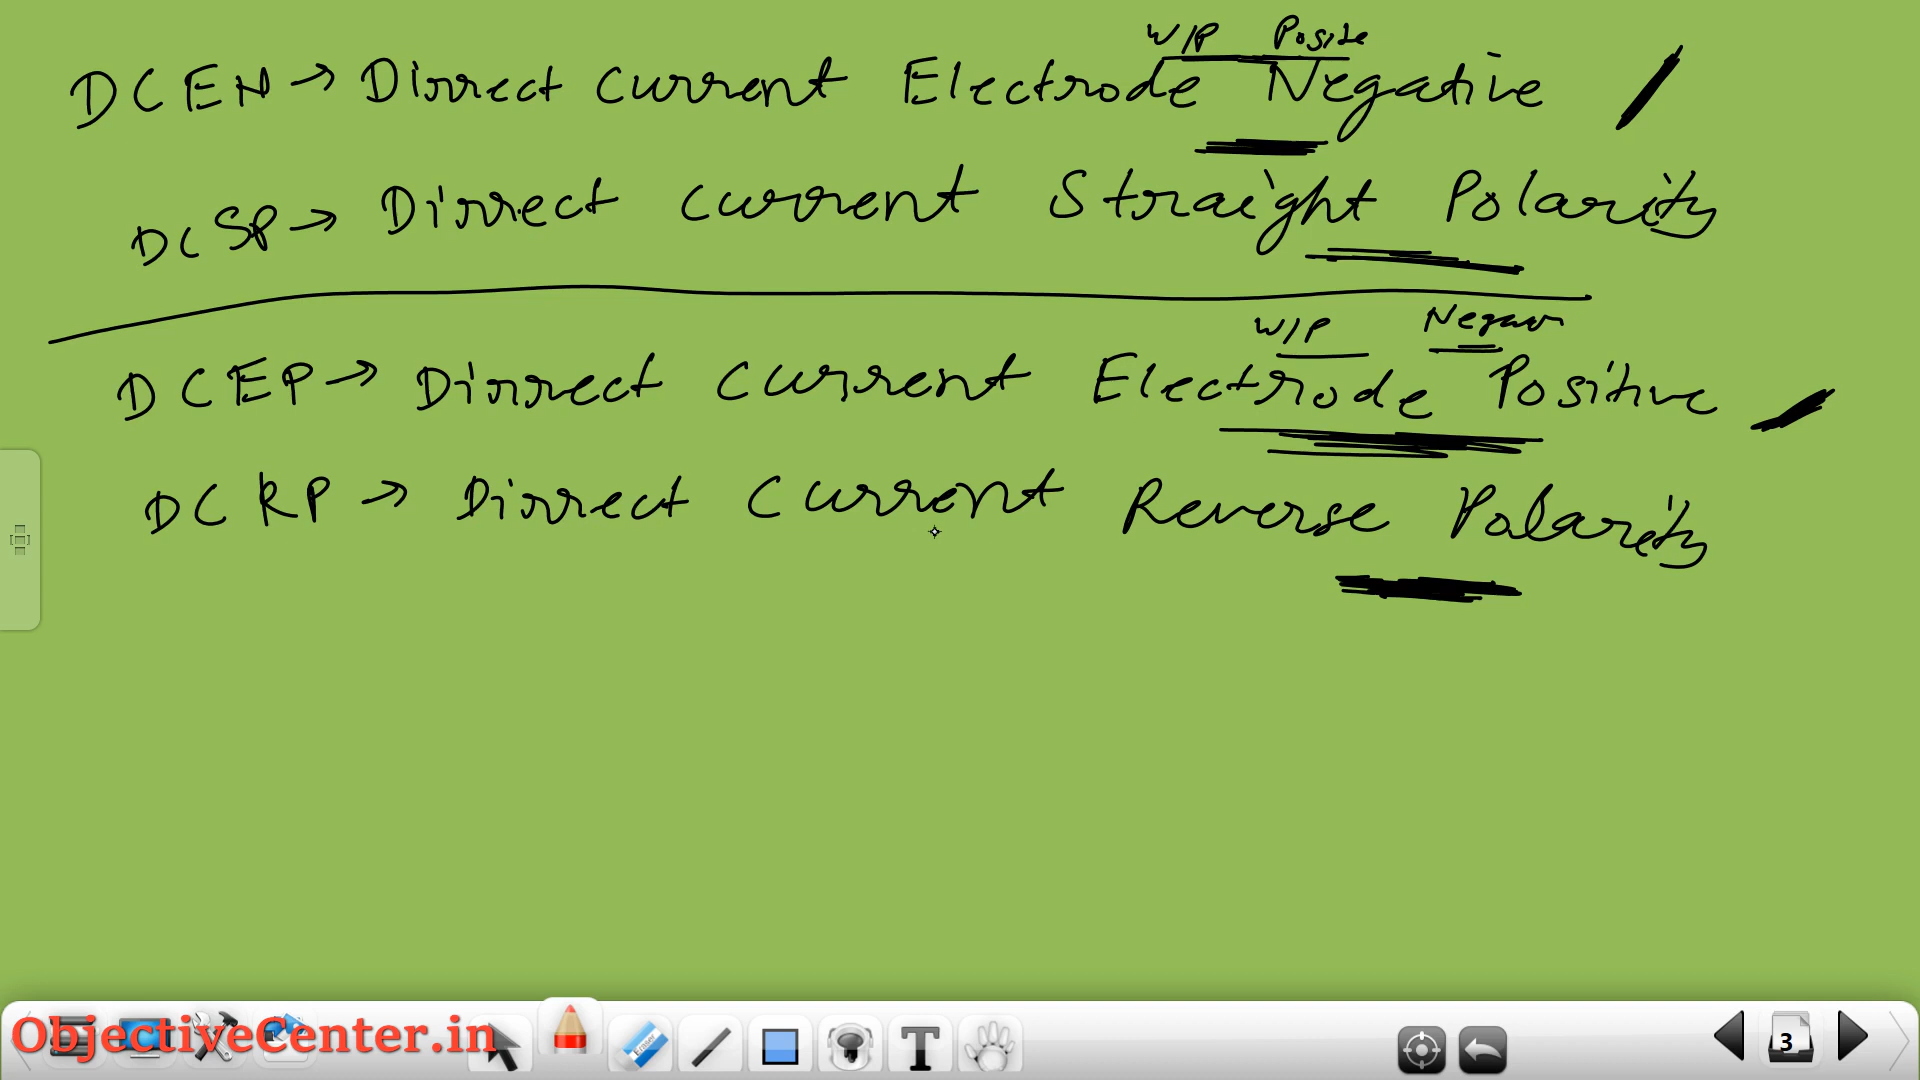 W/P Posite
DCEN → Dirrect Current Electrode Negative
DCSP → Dirrect Current Straight Polarity
W/P Negav
DCEP → Dirrect Current Electrode Positive
DCRP → Dirrect Current Reverse Polarity
ObjectiveCenter.in
Eraser
T
3